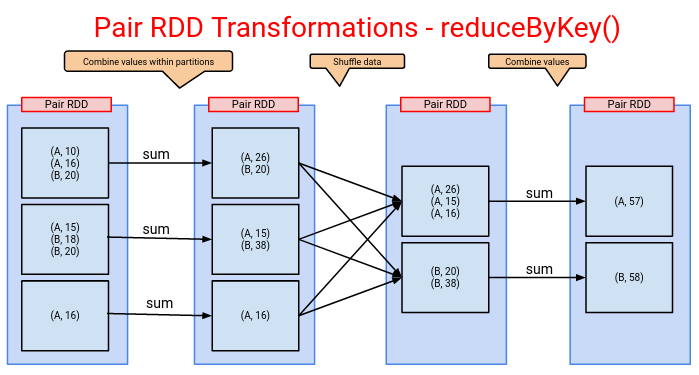 Pair RDD Transformations - reduceByKey()
Combine values within partitions
Shuffle data
Combine values
Pair RDD
Pair RDD
Pair RDD
Pair RDD
(A, 10)
(A, 16)
(B, 20)
sum
(A, 26)
(B, 20)
(A, 15)
(B, 18)
(B, 20)
sum
(A, 15)
(B, 38)
(A, 16)
sum
(A, 16)
(A, 26)
(A, 15)
(A, 16)
sum
(A, 57)
(B, 20)
(B, 38)
sum
(B, 58)